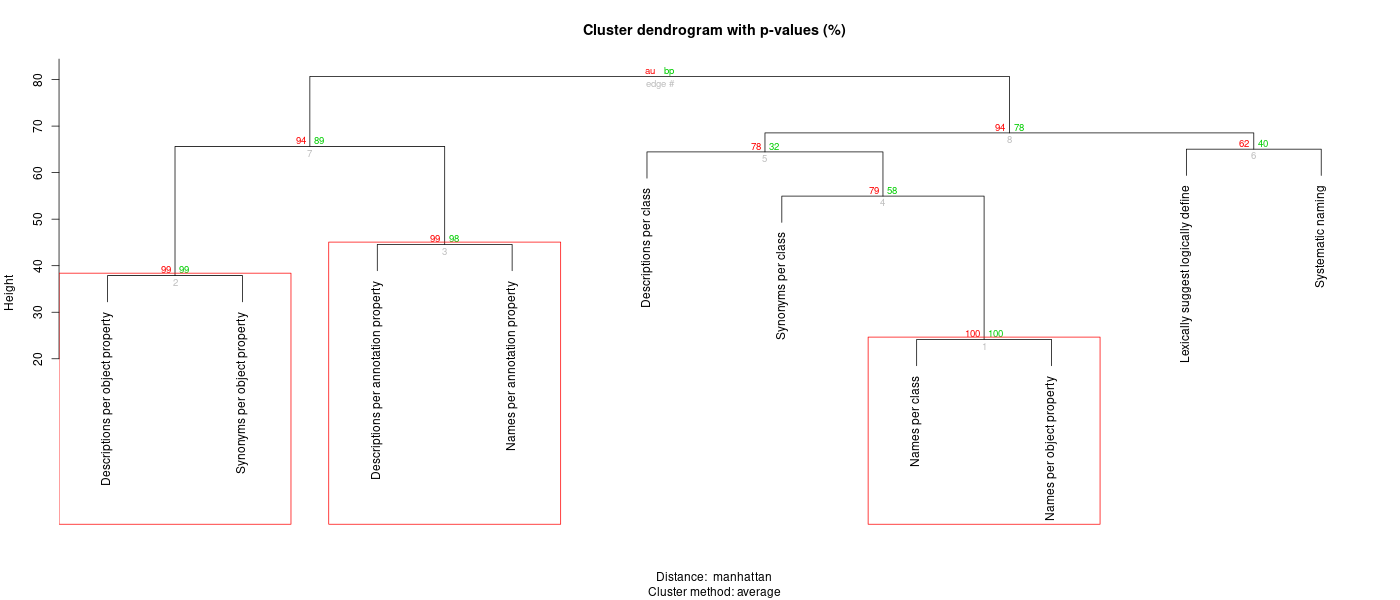 Cluster dendrogram with p-values (%)
Height
80
70
60
50
40
30
20
au bp
edge #
94 89
7
94 78
8
78 32
5
62 40
6
79 58
4
99 98
3
99 99
2
100 100
1
Descriptions per object property
Synonyms per object property
Descriptions per annotation property
Names per annotation property
Descriptions per class
Synonyms per class
Names per class
Names per object property
Lexically suggest logically define
Systematic naming
Distance: manhattan
Cluster method: average